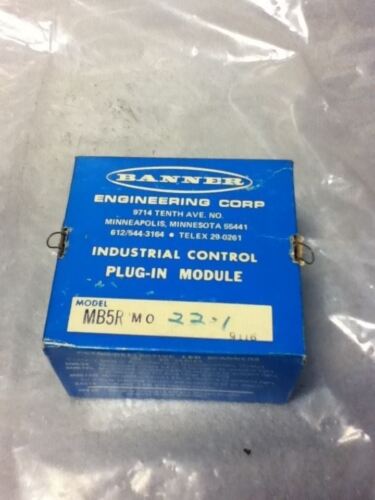 BANNER
ENGINEERING CORP
9714 TENTH AVE. NO.
MINNEAPOLIS, MINNESOTA 55441
612/544-3164 • TELEX 29-0261
INDUSTRIAL CONTROL
PLUG-IN MODULE
MODEL
MB5R MO 22-1
9116